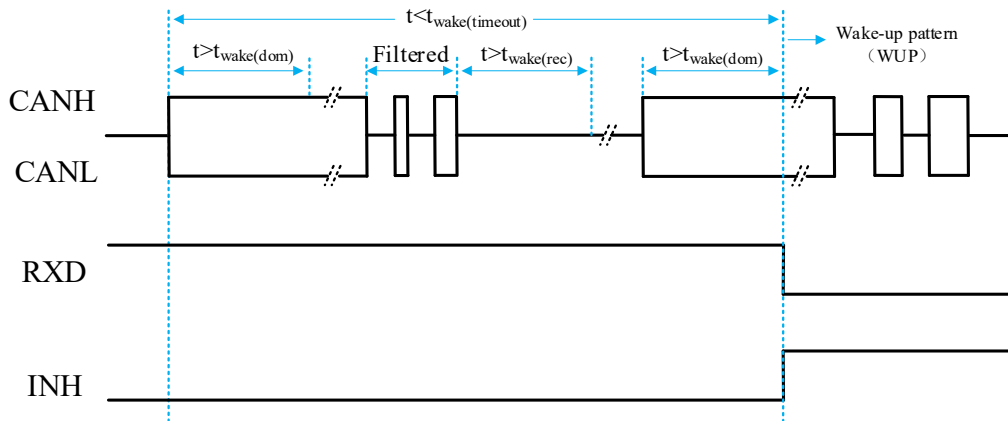 t<twake(timeout)
t>twake(dom)
Filtered
t>twake(rec)
t>twake(dom)
Wake-up pattern
（WUP）
CANH
CANL
RXD
INH